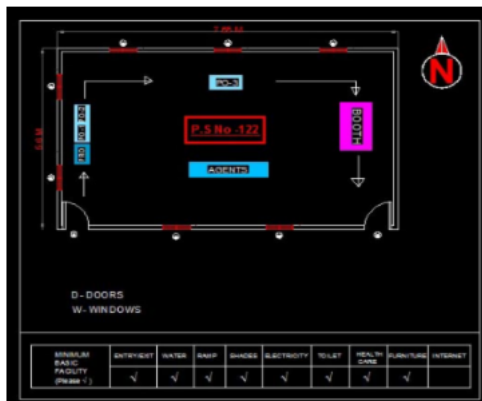 N
PO-3
P.S No -122
BOOTH
AGENTS
D-DOORS
W-WINDOWS
MINIMUM BASIC FACILITY (Please √)
ENTRY/EXIT WATER RAMP SHADES ELECTRICITY TOILET HEALTH CARE FURNITURE INTERNET
√ √ √ √ √ √ √ √